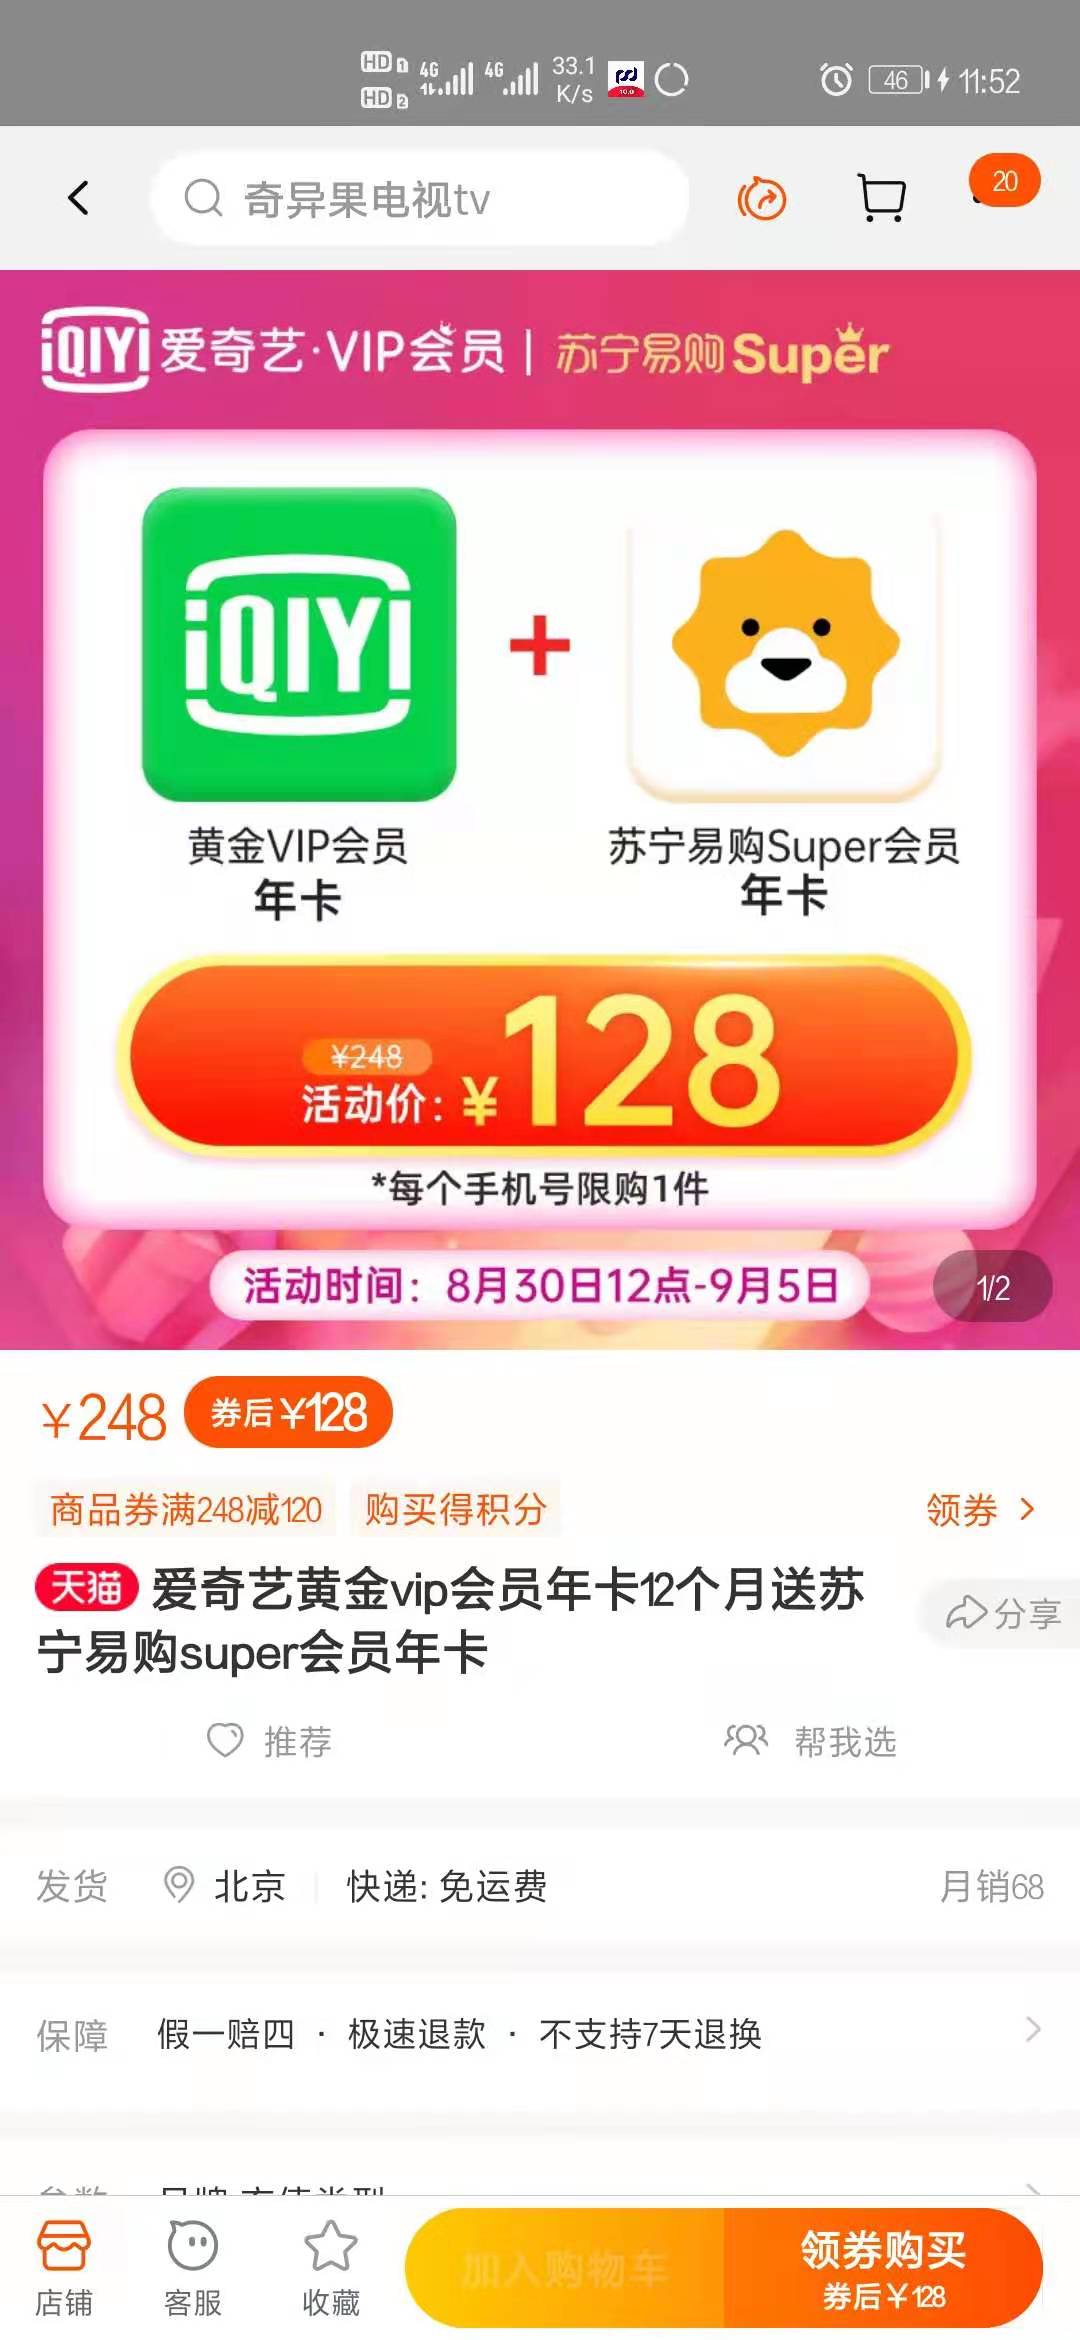 HD 1 4G 4G 33.1 46 11:52
HD 2 K/s 10.0
奇异果电视tv 20
iQIYI 爱奇艺·VIP会员 | 苏宁易购Super
iQIYI
黄金VIP会员 苏宁易购Super会员
年卡 年卡
¥248
活动价：¥128
*每个手机号限购1件
活动时间：8月30日12点-9月5日
1/2
¥248 券后¥128
商品券满248减120 购买得积分 领券
天猫 爱奇艺黄金vip会员年卡12个月送苏
宁易购super会员年卡
分享
推荐 帮我选
发货 北京 快递: 免运费 月销68
保障 假一赔四 · 极速退款 · 不支持7天退换
店铺 客服 收藏 加入购物车 领券购买
券后¥128